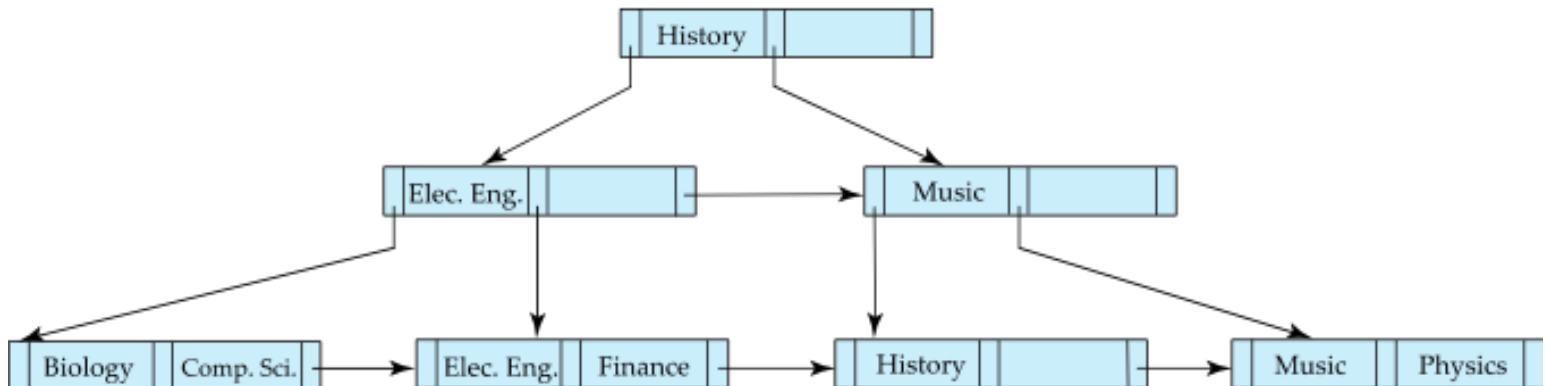 History
Elec. Eng.
Music
Biology
Comp. Sci.
Elec. Eng.
Finance
History
Music
Physics